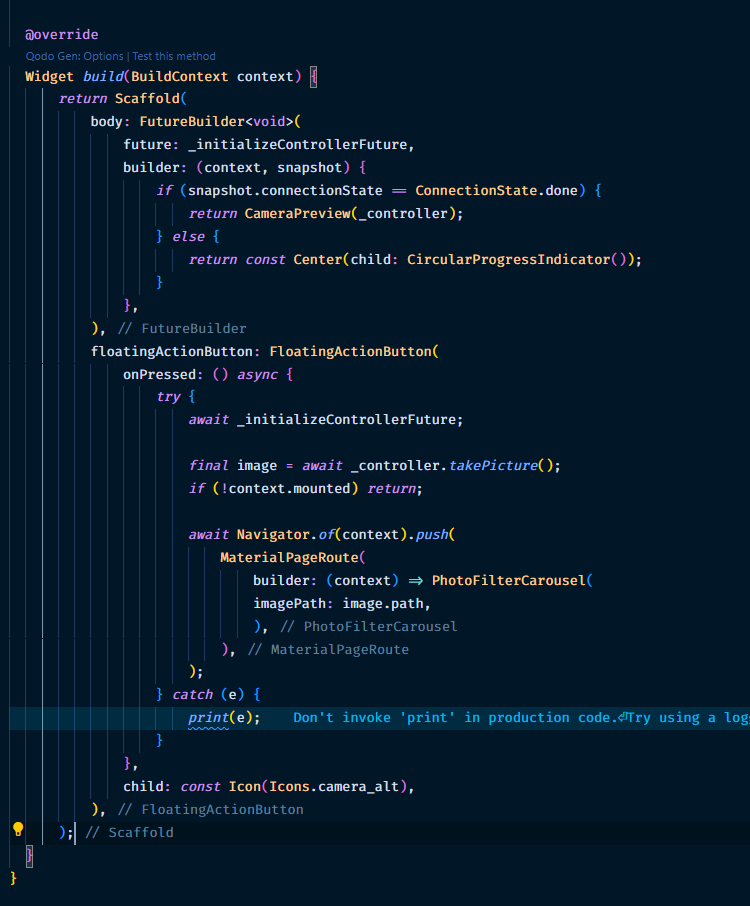 @override
Qodo Gen: Options | Test this method
Widget build(BuildContext context) {
return Scaffold(
body: FutureBuilder<void>(
future: _initializeControllerFuture,
builder: (context, snapshot) {
if (snapshot.connectionState == ConnectionState.done) {
return CameraPreview(_controller);
} else {
return const Center(child: CircularProgressIndicator());
}
},
), // FutureBuilder
floatingActionButton: FloatingActionButton(
onPressed: () async {
try {
await _initializeControllerFuture;
final image = await _controller.takePicture();
if (!context.mounted) return;
await Navigator.of(context).push(
MaterialPageRoute(
builder: (context) => PhotoFilterCarousel(
imagePath: image.path,
), // PhotoFilterCarousel
), // MaterialPageRoute
);
} catch (e) {
print(e); Don't invoke 'print' in production code.⏎Try using a log
}
},
child: const Icon(Icons.camera_alt),
), // FloatingActionButton
); // Scaffold
}
}